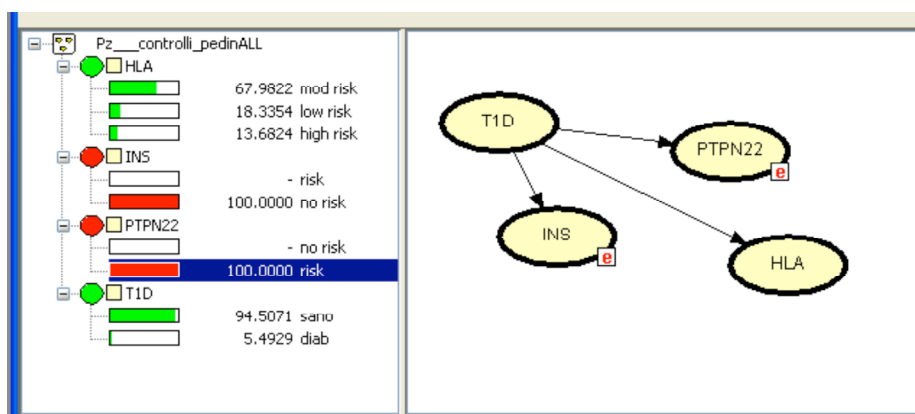 Pz___controlli_pedinALL
HLA
67.9822 mod risk
18.3354 low risk
13.6824 high risk
INS
- risk
100.0000 no risk
PTPN22
- no risk
100.0000 risk
T1D
94.5071 sano
5.4929 diab
T1D
PTPN22
e
INS
e
HLA